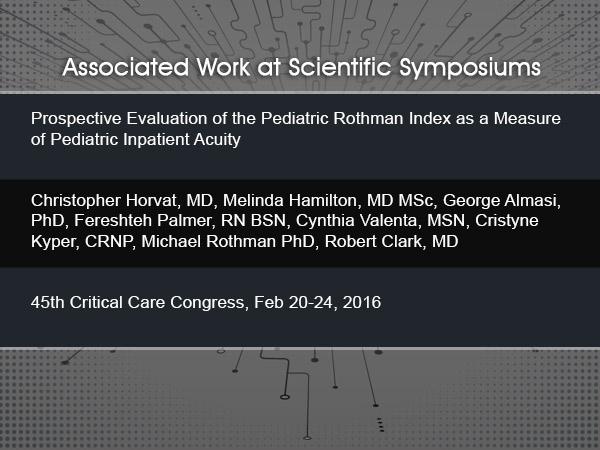 Associated Work at Scientific Symposiums
Prospective Evaluation of the Pediatric Rothman Index as a Measure
of Pediatric Inpatient Acuity
Christopher Horvat, MD, Melinda Hamilton, MD MSc, George Almasi,
PhD, Fereshteh Palmer, RN BSN, Cynthia Valenta, MSN, Cristyne
Kyper, CRNP, Michael Rothman PhD, Robert Clark, MD
45th Critical Care Congress, Feb 20-24, 2016